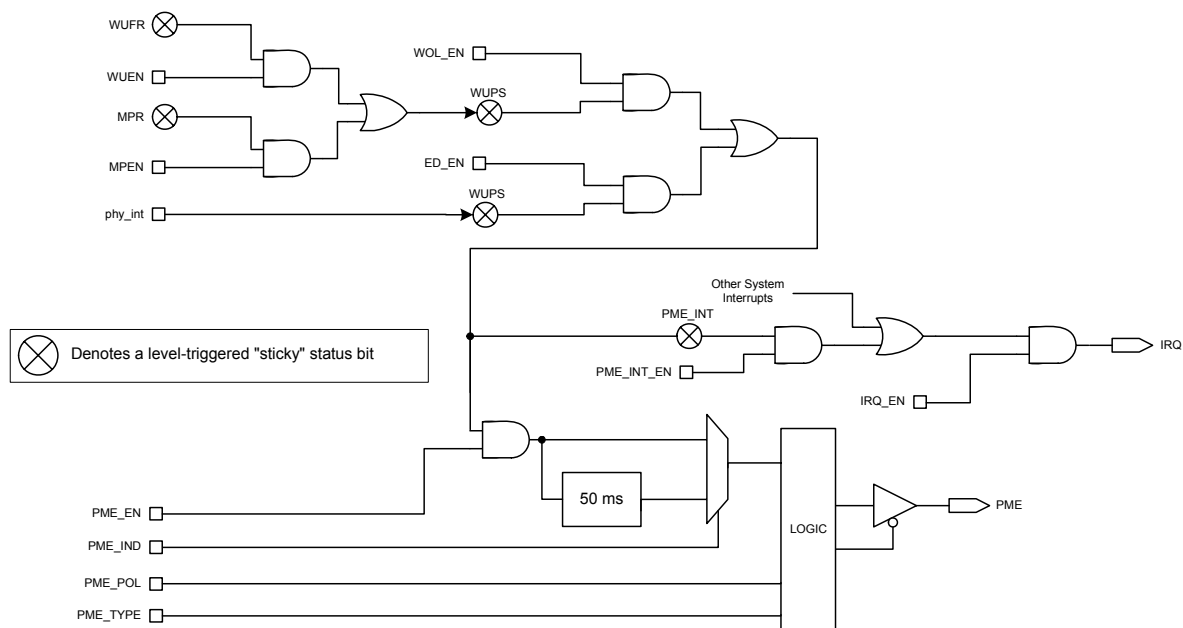 WUFR
WUEN
MPR
MPEN
phy_int
WOL_EN
WUPS
ED_EN
WUPS
Other System
Interrupts
PME_INT
PME_INT_EN
IRQ_EN
IRQ
Denotes a level-triggered "sticky" status bit
50 ms
LOGIC
PME
PME_EN
PME_IND
PME_POL
PME_TYPE